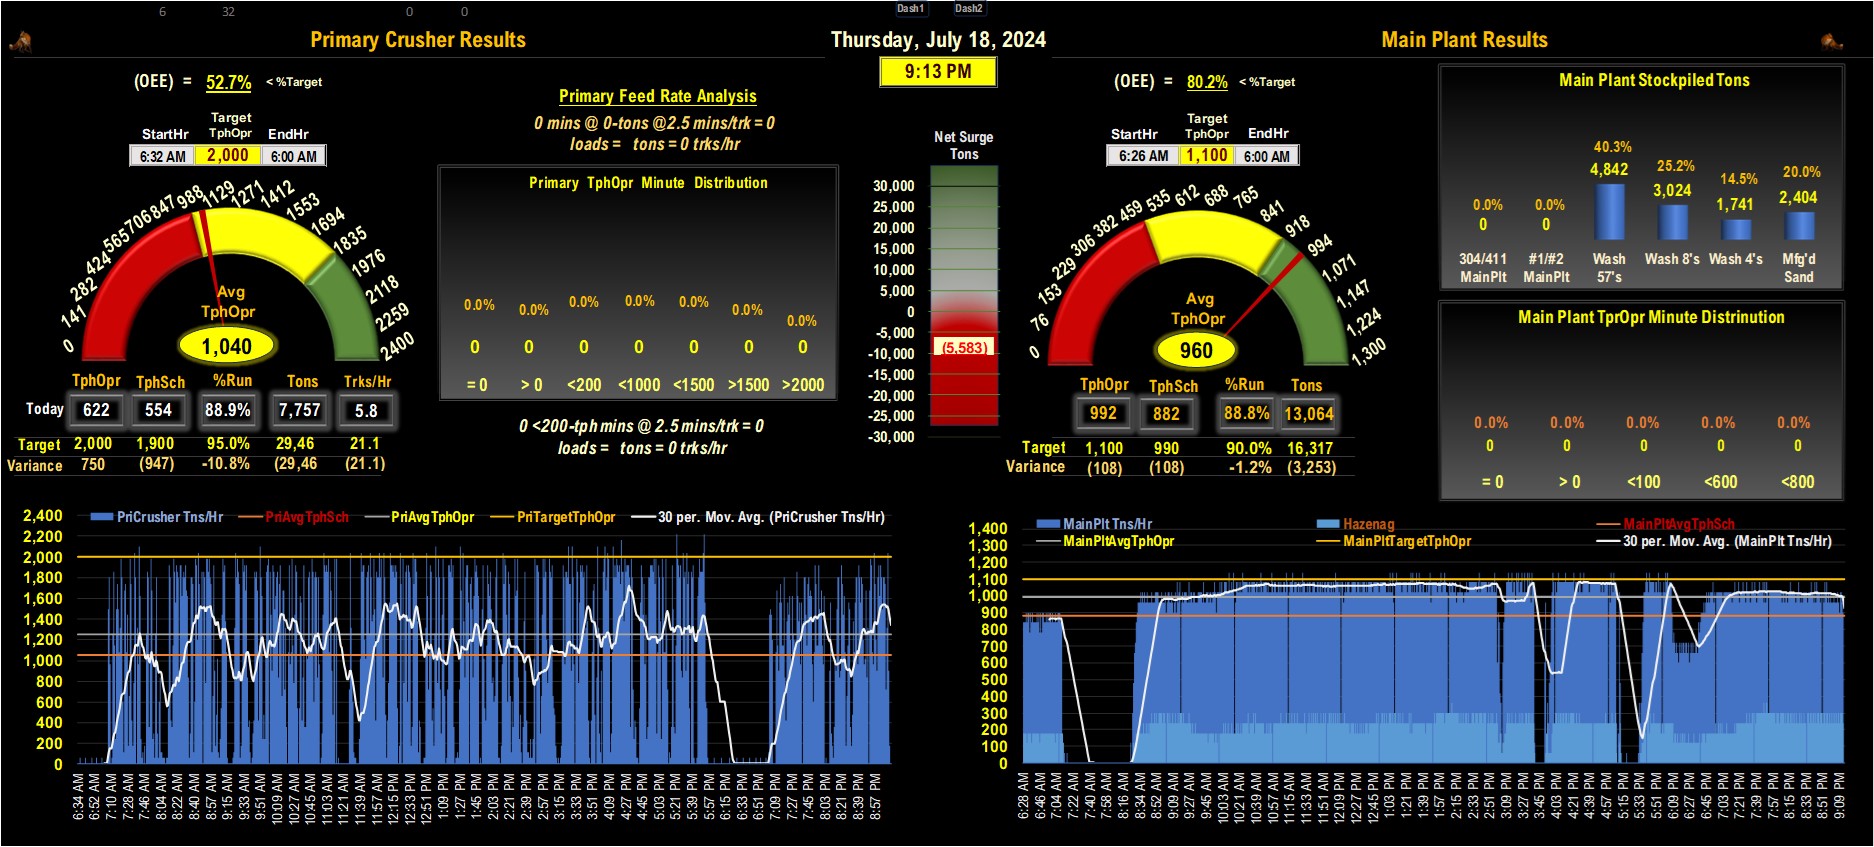 6 32 0 0 Dash1 Dash2
Primary Crusher Results
Thursday, July 18, 2024
Main Plant Results
9:13 PM
(OEE) = 52.7% < %Target
Target
StartHr TphOpr EndHr
6:32 AM 2,000 6:00 AM
0 141 282 424 565 706 847 988 1129 1271 1412 1553 1694 1835 1976 2118 2259 2400
Avg
TphOpr
1,040
TphOpr TphSch %Run Tons Trks/Hr
Today 622 554 88.9% 7,757 5.8
Target 2,000 1,900 95.0% 29,46 21.1
Variance 750 (947) -10.8% (29,46 (21.1)
Primary Feed Rate Analysis
0 mins @ 0-tons @2.5 mins/trk = 0
loads = tons = 0 trks/hr
Primary TphOpr Minute Distribution
0.0% 0.0% 0.0% 0.0% 0.0% 0.0% 0.0%
0 0 0 0 0 0 0
= 0 > 0 <200 <1000 <1500 >1500 >2000
0 <200-tph mins @ 2.5 mins/trk = 0
loads = tons = 0 trks/hr
Net Surge
Tons
30,000
25,000
20,000
15,000
10,000
5,000
0
-5,000
(5,583)
-10,000
-15,000
-20,000
-25,000
-30,000
(OEE) = 80.2% < %Target
Target
StartHr TphOpr EndHr
6:26 AM 1,100 6:00 AM
0 76 153 229 306 382 459 535 612 688 765 841 918 994 1,071 1,147 1,224 1,300
Avg
TphOpr
960
TphOpr TphSch %Run Tons
992 882 88.8% 13,064
Target 1,100 990 90.0% 16,317
Variance (108) (108) -1.2% (3,253)
Main Plant Stockpiled Tons
0.0% 0.0% 40.3% 25.2% 14.5% 20.0%
0 0 4,842 3,024 1,741 2,404
304/411 #1/#2 Wash Wash 8's Wash 4's Mfg'd
MainPlt MainPlt 57's Sand
Main Plant TprOpr Minute Distrinution
0.0% 0.0% 0.0% 0.0% 0.0%
0 0 0 0 0
= 0 > 0 <100 <600 <800
PriCrusher Tns/Hr PriAvgTphSch PriAvgTphOpr PriTargetTphOpr 30 per. Mov. Avg. (PriCrusher Tns/Hr)
2,400
2,200
2,000
1,800
1,600
1,400
1,200
1,000
800
600
400
200
0
6:34 AM 6:52 AM 7:10 AM 7:28 AM 7:46 AM 8:04 AM 8:22 AM 8:40 AM 8:57 AM 9:15 AM 9:33 AM 9:51 AM 10:09 AM 10:27 AM 10:45 AM 11:03 AM 11:21 AM 11:39 AM 11:57 AM 12:15 PM 12:33 PM 12:51 PM 1:09 PM 1:27 PM 1:45 PM 2:03 PM 2:21 PM 2:39 PM 2:57 PM 3:15 PM 3:33 PM 3:51 PM 4:09 PM 4:27 PM 4:45 PM 5:03 PM 5:21 PM 5:39 PM 5:57 PM 6:15 PM 6:33 PM 6:51 PM 7:09 PM 7:27 PM 7:45 PM 8:03 PM 8:21 PM 8:39 PM 8:57 PM
MainPlt Tns/Hr Hazenag MainPltAvgTphSch
MainPltAvgTphOpr MainPltTargetTphOpr 30 per. Mov. Avg. (MainPlt Tns/Hr)
1,400
1,300
1,200
1,100
1,000
900
800
700
600
500
400
300
200
100
0
6:28 AM 6:46 AM 7:04 AM 7:22 AM 7:40 AM 7:58 AM 8:16 AM 8:34 AM 8:52 AM 9:09 AM 9:27 AM 9:45 AM 10:03 AM 10:21 AM 10:39 AM 10:57 AM 11:15 AM 11:33 AM 11:51 AM 12:09 PM 12:27 PM 12:45 PM 1:03 PM 1:21 PM 1:39 PM 1:57 PM 2:15 PM 2:33 PM 2:51 PM 3:09 PM 3:27 PM 3:45 PM 4:03 PM 4:21 PM 4:39 PM 4:57 PM 5:15 PM 5:33 PM 5:51 PM 6:09 PM 6:27 PM 6:45 PM 7:03 PM 7:21 PM 7:39 PM 7:57 PM 8:15 PM 8:33 PM 8:51 PM 9:09 PM